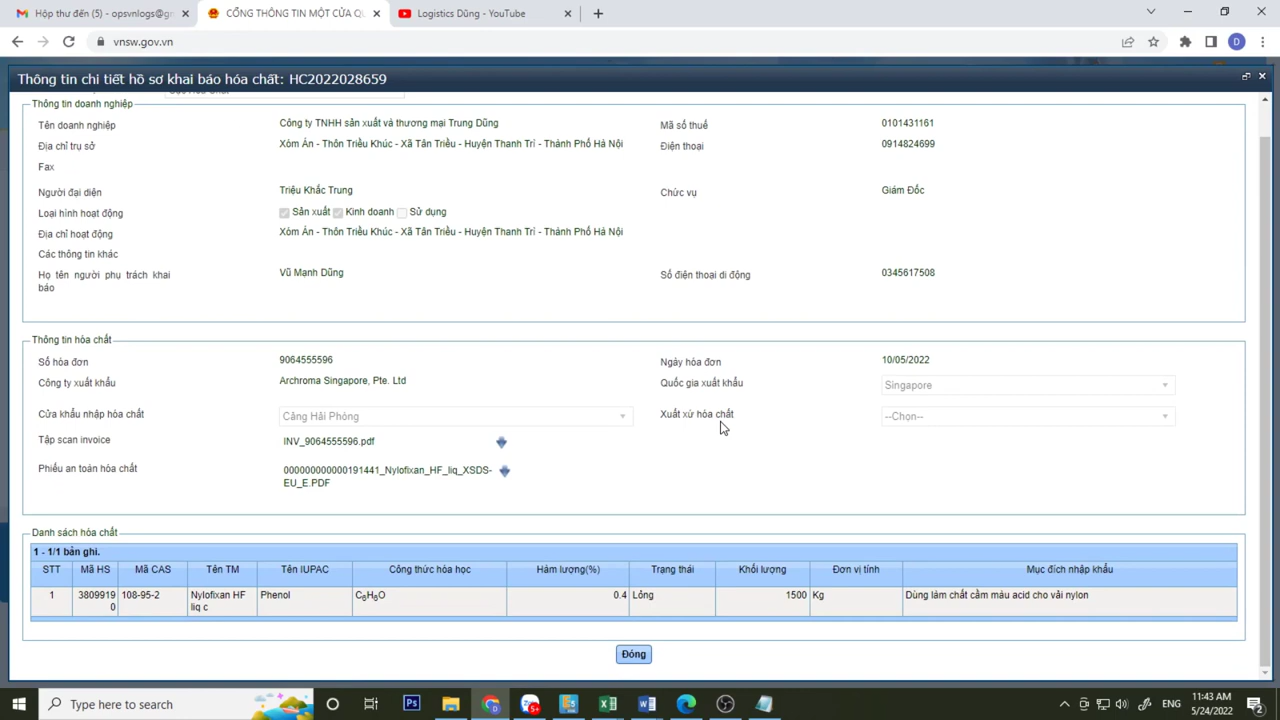 Hộp thư đến (5) - opsvnlogs@gm
CỔNG THÔNG TIN MỘT CỬA QU
Logistics Dũng - YouTube
vnsw.gov.vn
D
Thông tin chi tiết hồ sơ khai báo hóa chất: HC2022028659
Thông tin doanh nghiệp
Tên doanh nghiệp Công ty TNHH sản xuất và thương mại Trung Dũng Mã số thuế 0101431161
Địa chỉ trụ sở Xóm Án - Thôn Triều Khúc - Xã Tân Triều - Huyện Thanh Trì - Thành Phố Hà Nội Điện thoại 0914824699
Fax
Người đại diện Triệu Khắc Trung Chức vụ Giám Đốc
Loại hình hoạt động Sản xuất Kinh doanh Sử dụng
Địa chỉ hoạt động Xóm Án - Thôn Triều Khúc - Xã Tân Triều - Huyện Thanh Trì - Thành Phố Hà Nội
Các thông tin khác
Họ tên người phụ trách khai Vũ Mạnh Dũng Số điện thoại di động 0345617508
báo
Thông tin hóa chất
Số hóa đơn 9064555596 Ngày hóa đơn 10/05/2022
Công ty xuất khẩu Archroma Singapore, Pte. Ltd Quốc gia xuất khẩu Singapore
Cửa khẩu nhập hóa chất Cảng Hải Phòng Xuất xứ hóa chất --Chọn--
Tập scan invoice INV_9064555596.pdf
Phiếu an toàn hóa chất 000000000000191441_Nylofixan_HF_liq_XSDS-
EU_E.PDF
Danh sách hóa chất
1 - 1/1 bản ghi.
STT Mã HS Mã CAS Tên TM Tên IUPAC Công thức hóa học Hàm lượng(%) Trạng thái Khối lượng Đơn vị tính Mục đích nhập khẩu
1 3809919 108-95-2 Nylofixan HF Phenol C₆H₆O 0.4 Lỏng 1500 Kg Dùng làm chất cầm màu acid cho vải nylon
0 liq c
Đóng
Type here to search
Ps
5+
ENG
11:43 AM
5/24/2022
2